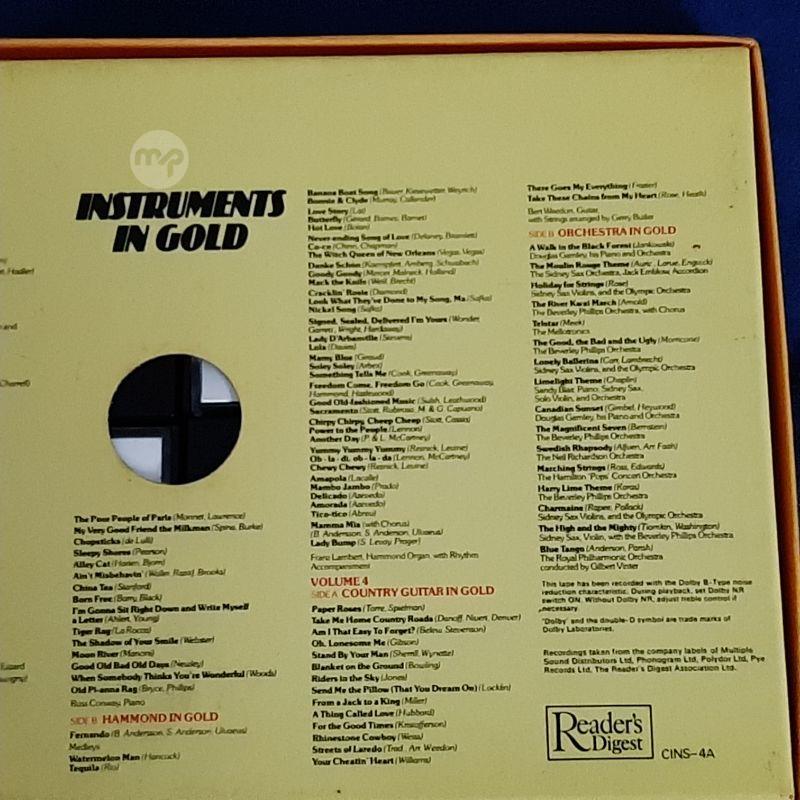 mp
INSTRUMENTS
IN GOLD
The Poor People of Paris (Monnet, Lawrence)
My Very Good Friend the Milkman (Spina, Burke)
Chopsticks (de Lulli)
Sleepy Shores (Pearson)
Alley Cat (Harlen, Bjorn)
Ain't Misbehavin' (Waller, Razaf, Brooks)
China Tea (Stanford)
Born Free (Barry, Black)
I'm Gonna Sit Right Down and Write Myself
a Letter (Ahlert, Young)
Tiger Rag (La Rocca)
The Shadow of Your Smile (Webster)
Moon River (Mancini)
Good Old Bad Old Days (Newley)
When Somebody Thinks You're Wonderful (Woods)
Old Pi-anna Rag (Bryce, Phillips)
Russ Conway, Piano
SIDE B HAMMOND IN GOLD
Fernando (B. Andersson, S. Anderson, Ulvaeus)
Medleys
Watermelon Man (Hancock)
Tequila (Rio)
Banana Boat Song (Bauer, Kiesewetter, Weyrich)
Bonnie & Clyde (Murray, Callander)
Love Story (Lai)
Butterfly (Gerard, Barnes, Barnet)
Hot Love (Bolan)
Never-ending Song of Love (Delaney, Bramlett)
Co-co (Chinn, Chapman)
The Witch Queen of New Orleans (Vegas, Vegas)
Danke Schön (Kaempfert, Amberg, Schwabach)
Goody Goody (Mercer, Malneck, Holland)
Mack the Knife (Weill, Brecht)
Cracklin' Rosie (Diamond)
Look What They've Done to My Song, Ma (Safka)
Nickel Song (Safka)
Signed, Sealed, Delivered I'm Yours (Wonder,
Garrett, Wright, Hardaway)
Lady D'Arbanville (Stevens)
Lola (Davies)
Mamy Blue (Giraud)
Soley Soley (Arbex)
Something Tells Me (Cook, Greenaway)
Freedom Come, Freedom Go (Cook, Greenaway,
Hammond, Hazlewood)
Good Old-fashioned Music (Sulsh, Leathwood)
Sacramento (Stott, Rubirosa, M. & G. Capuano)
Chirpy Chirpy, Cheep Cheep (Stott, Cassia)
Power to the People (Lennon)
Another Day (P. & L. McCartney)
Yummy Yummy Yummy (Resnick, Levine)
Ob-la-di, ob-la-da (Lennon, McCartney)
Chewy Chewy (Resnick, Levine)
Amapola (Lacalle)
Mambo Jambo (Prado)
Delicado (Azevedo)
Amorada (Azevedo)
Tico-tico (Abreu)
Mamma Mia (with Chorus)
(B. Andersson, S. Anderson, Ulvaeus)
Lady Bump (S. Levay, Prager)
Franz Lambert, Hammond Organ, with Rhythm
Accompaniment
VOLUME 4
SIDE A COUNTRY GUITAR IN GOLD
Paper Roses (Torre, Spielman)
Take Me Home Country Roads (Danoff, Nivert, Denver)
Am I That Easy To Forget? (Belew, Stevenson)
Oh, Lonesome Me (Gibson)
Stand By Your Man (Sherrill, Wynette)
Blanket on the Ground (Bowling)
Riders in the Sky (Jones)
Send Me the Pillow (That You Dream On) (Locklin)
From a Jack to a King (Miller)
A Thing Called Love (Hubbard)
For the Good Times (Kristofferson)
Rhinestone Cowboy (Weiss)
Streets of Laredo (Trad., Arr. Weedon)
Your Cheatin' Heart (Williams)
There Goes My Everything (Frazier)
Take These Chains from My Heart (Rose, Heath)
Bert Weedon, Guitar,
with Strings arranged by Gerry Butler
SIDE B ORCHESTRA IN GOLD
A Walk in the Black Forest (Jankowski)
Douglas Gamley, his Piano and Orchestra
The Moulin Rouge Theme (Auric, Larue, Engvick)
The Sidney Sax Orchestra, Jack Emblow, Accordion
Holiday for Strings (Rose)
Sidney Sax Violins, and the Olympic Orchestra
The River Kwai March (Arnold)
The Beverley Phillips Orchestra, with Chorus
Telstar (Meek)
The Mellotronics
The Good, the Bad and the Ugly (Morricone)
The Beverley Phillips Orchestra
Lonely Ballerina (Carr, Lambrecht)
Sidney Sax Violins, and the Olympic Orchestra
Limelight Theme (Chaplin)
Sandy Blair, Piano; Sidney Sax,
Solo Violin, and Orchestra
Canadian Sunset (Gimbel, Heywood)
Douglas Gamley, his Piano and Orchestra
The Magnificent Seven (Bernstein)
The Beverley Phillips Orchestra
Swedish Rhapsody (Alfven, Arr. Faith)
The Neil Richardson Orchestra
Marching Strings (Ross, Edwards)
The Hamilton 'Pops' Concert Orchestra
Harry Lime Theme (Karas)
The Beverley Phillips Orchestra
Charmaine (Rapee, Pollack)
Sidney Sax Violins, and the Olympic Orchestra
The High and the Mighty (Tiomkin, Washington)
Sidney Sax, Violin, with the Beverley Phillips Orchestra
Blue Tango (Anderson, Parish)
The Royal Philharmonic Orchestra
conducted by Gilbert Vinter
This tape has been recorded with the Dolby B-Type noise
reduction characteristic. During playback, set Dolby NR
switch ON. Without Dolby NR, adjust treble control if
necessary.
'Dolby' and the double-D symbol are trade marks of
Dolby Laboratories.
Recordings taken from the company labels of Multiple
Sound Distributors Ltd, Phonogram Ltd, Polydor Ltd, Pye
Records Ltd, The Reader's Digest Association Ltd.
Reader's
Digest
CINS-4A